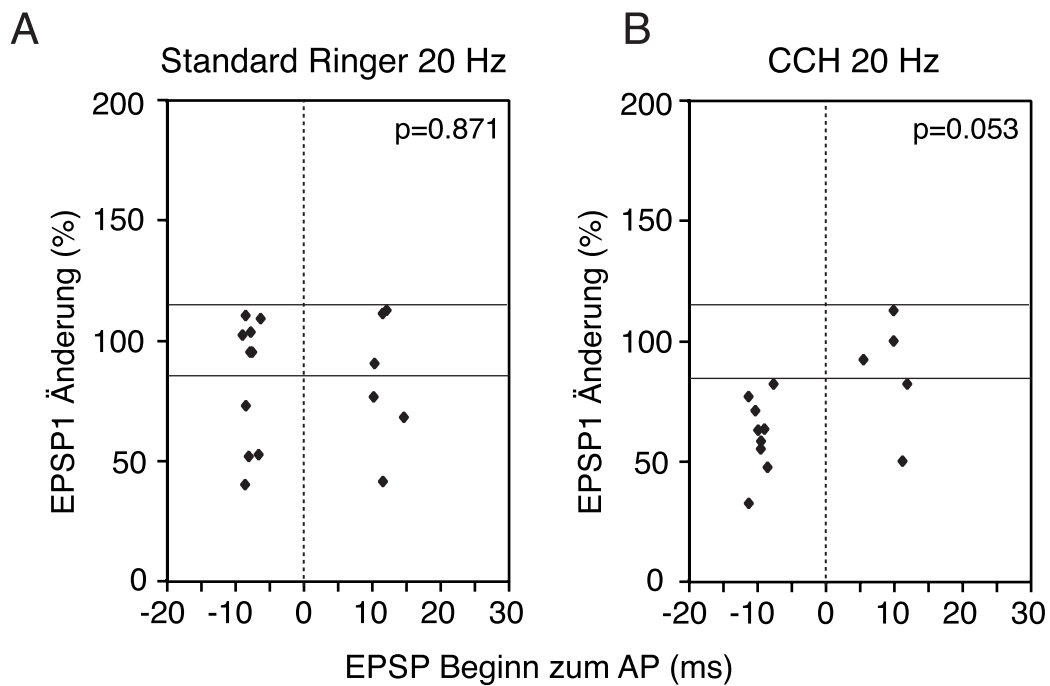 A
Standard Ringer 20 Hz
200
150
100
50
0
p=0.871
EPSP1 Änderung (%)
-20 -10 0 10 20 30
B
CCH 20 Hz
200
150
100
50
0
p=0.053
EPSP1 Änderung (%)
-20 -10 0 10 20 30
EPSP Beginn zum AP (ms)